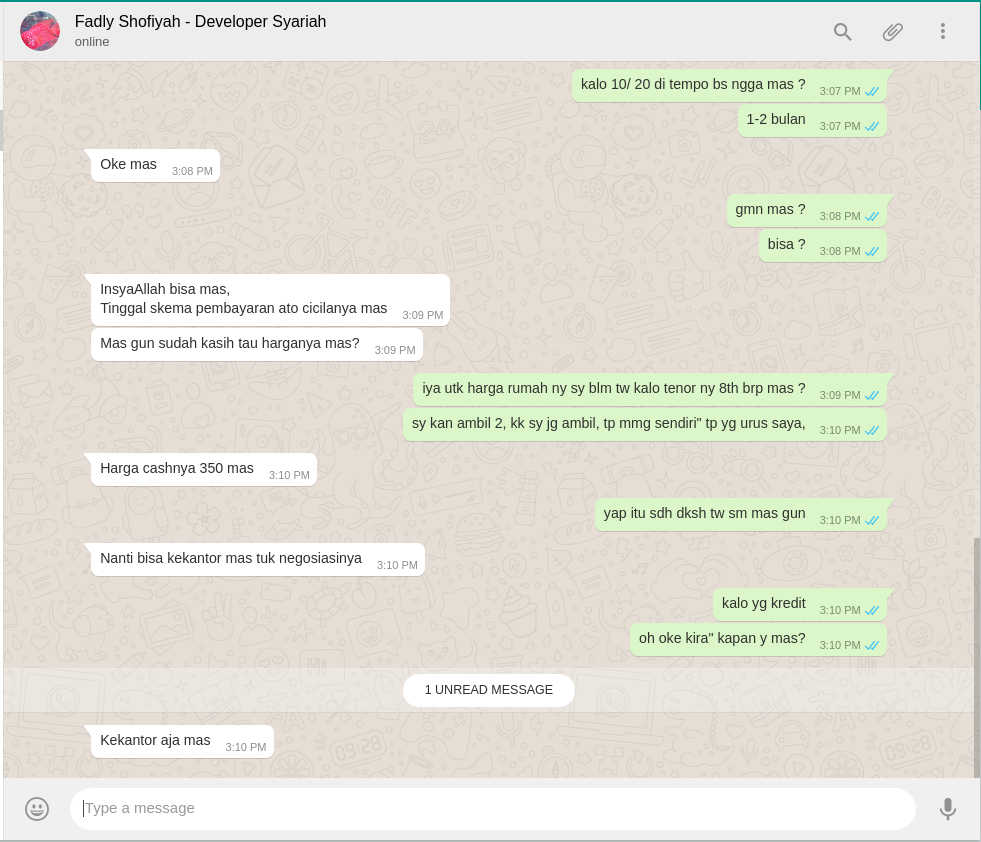 Fadly Shofiyah - Developer Syariah
online
kalo 10/ 20 di tempo bs ngga mas ? 3:07 PM
1-2 bulan 3:07 PM
Oke mas 3:08 PM
gmn mas ? 3:08 PM
bisa ? 3:08 PM
InsyaAllah bisa mas,
Tinggal skema pembayaran ato cicilanya mas 3:09 PM
Mas gun sudah kasih tau harganya mas? 3:09 PM
iya utk harga rumah ny sy blm tw kalo tenor ny 8th brp mas ? 3:09 PM
sy kan ambil 2, kk sy jg ambil, tp mmg sendiri" tp yg urus saya, 3:10 PM
Harga cashnya 350 mas 3:10 PM
yap itu sdh dksh tw sm mas gun 3:10 PM
Nanti bisa kekantor mas tuk negosiasinya 3:10 PM
kalo yg kredit 3:10 PM
oh oke kira" kapan y mas? 3:10 PM
1 UNREAD MESSAGE
Kekantor aja mas 3:10 PM
Type a message